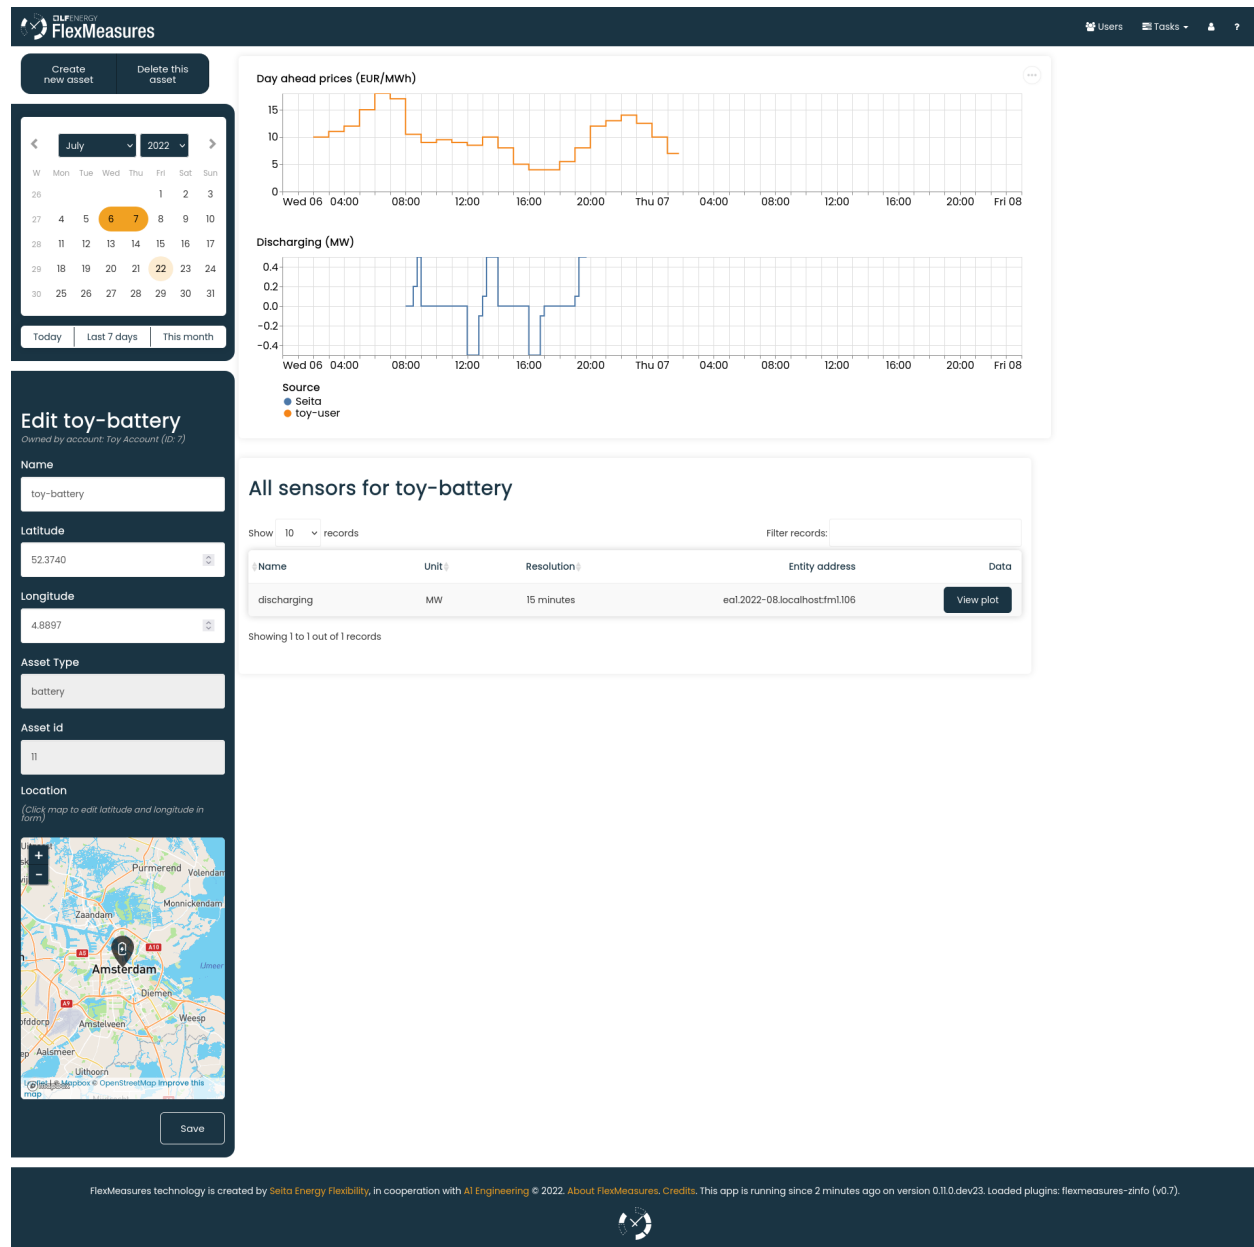 LF ENERGY
FlexMeasures
Users
Tasks
?
Create new asset
Delete this asset
July
2022
W Mon Tue Wed Thu Fri Sat Sun
26 1 2 3
27 4 5 6 7 8 9 10
28 11 12 13 14 15 16 17
29 18 19 20 21 22 23 24
30 25 26 27 28 29 30 31
Today Last 7 days This month
Edit toy-battery
Owned by account: Toy Account (ID: 7)
Name
toy-battery
Latitude
52.3740
Longitude
4.8897
Asset Type
battery
Asset id
11
Location
(Click map to edit latitude and longitude in
form)
+
−
Purmerend
Volendam
Monnickendam
Zaandam
A5
A10
Amsterdam
IJmeer
Diemen
A9
Weesp
Amstelveen
Aalsmeer
Uithoorn
Leaflet | © Mapbox © OpenStreetMap Improve this
map
Save
Day ahead prices (EUR/MWh)
15
10
5
0
Wed 06 04:00 08:00 12:00 16:00 20:00 Thu 07 04:00 08:00 12:00 16:00 20:00 Fri 08
Discharging (MW)
0.4
0.2
0.0
−0.2
−0.4
Wed 06 04:00 08:00 12:00 16:00 20:00 Thu 07 04:00 08:00 12:00 16:00 20:00 Fri 08
Source
Seita
toy-user
All sensors for toy-battery
Show 10 records
Filter records:
Name Unit Resolution Entity address Data
discharging MW 15 minutes ea1.2022-08.localhost:fm1.106 View plot
Showing 1 to 1 out of 1 records
FlexMeasures technology is created by Seita Energy Flexibility, in cooperation with A1 Engineering © 2022. About FlexMeasures. Credits. This app is running since 2 minutes ago on version 0.11.0.dev23. Loaded plugins: flexmeasures-zinfo (v0.7).